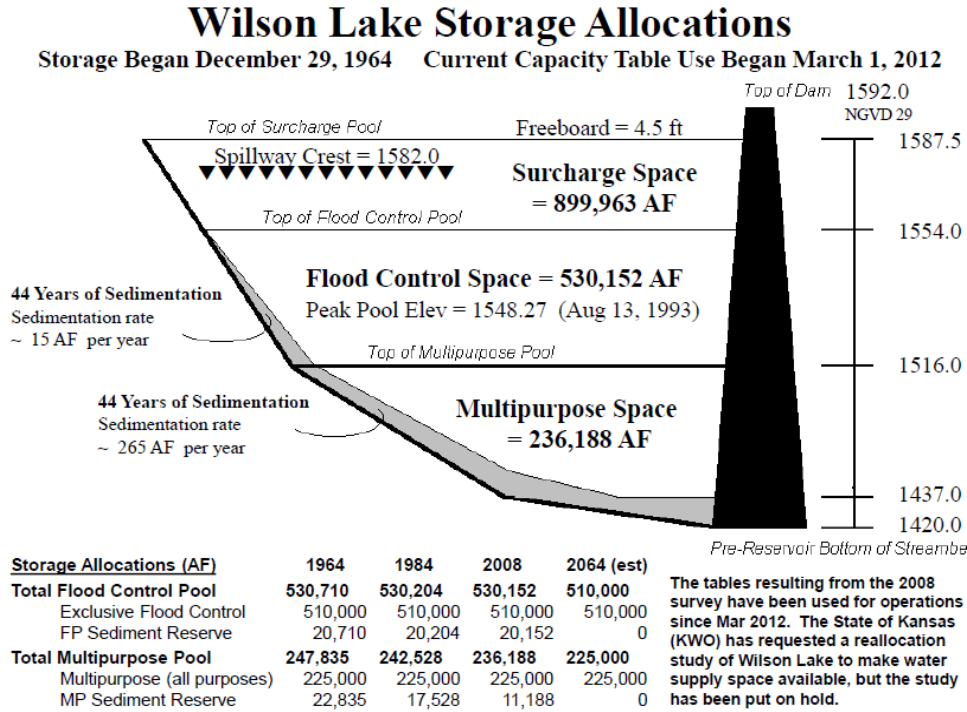 Wilson Lake Storage Allocations
Storage Began December 29, 1964 Current Capacity Table Use Began March 1, 2012
Top of Dam 1592.0
NGVD 29
Top of Surcharge Pool Freeboard = 4.5 ft 1587.5
Spillway Crest = 1582.0
Surcharge Space
= 899,963 AF
Top of Flood Control Pool 1554.0
Flood Control Space = 530,152 AF
Peak Pool Elev = 1548.27 (Aug 13, 1993)
44 Years of Sedimentation
Sedimentation rate
~ 15 AF per year
Top of Multipurpose Pool 1516.0
44 Years of Sedimentation
Sedimentation rate
~ 265 AF per year
Multipurpose Space
= 236,188 AF
1437.0
1420.0
Pre-Reservoir Bottom of Streambe
Storage Allocations (AF) 1964 1984 2008 2064 (est)
Total Flood Control Pool 530,710 530,204 530,152 510,000
Exclusive Flood Control 510,000 510,000 510,000 510,000
FP Sediment Reserve 20,710 20,204 20,152 0
Total Multipurpose Pool 247,835 242,528 236,188 225,000
Multipurpose (all purposes) 225,000 225,000 225,000 225,000
MP Sediment Reserve 22,835 17,528 11,188 0
The tables resulting from the 2008
survey have been used for operations
since Mar 2012. The State of Kansas
(KWO) has requested a reallocation
study of Wilson Lake to make water
supply space available, but the study
has been put on hold.